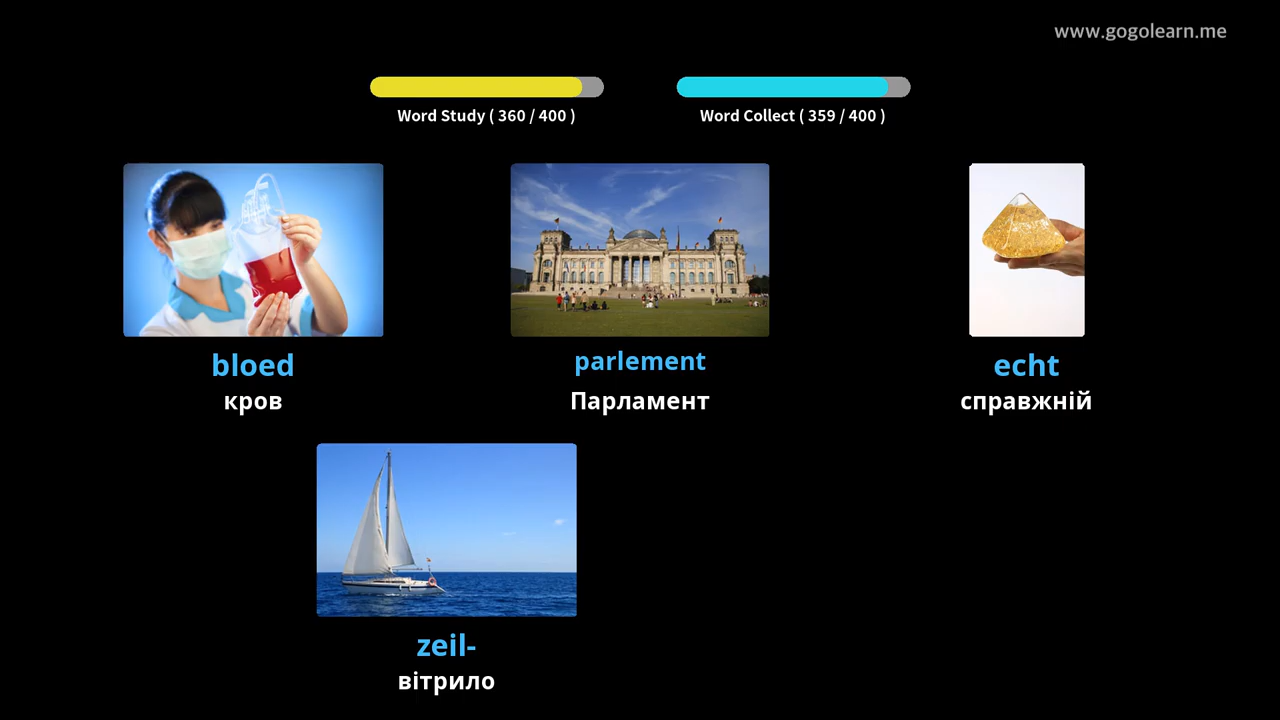 www.gogolearn.me
Word Study ( 360 / 400 )
Word Collect ( 359 / 400 )
bloed
кров
parlement
Парламент
echt
справжній
zeil-
вітрило